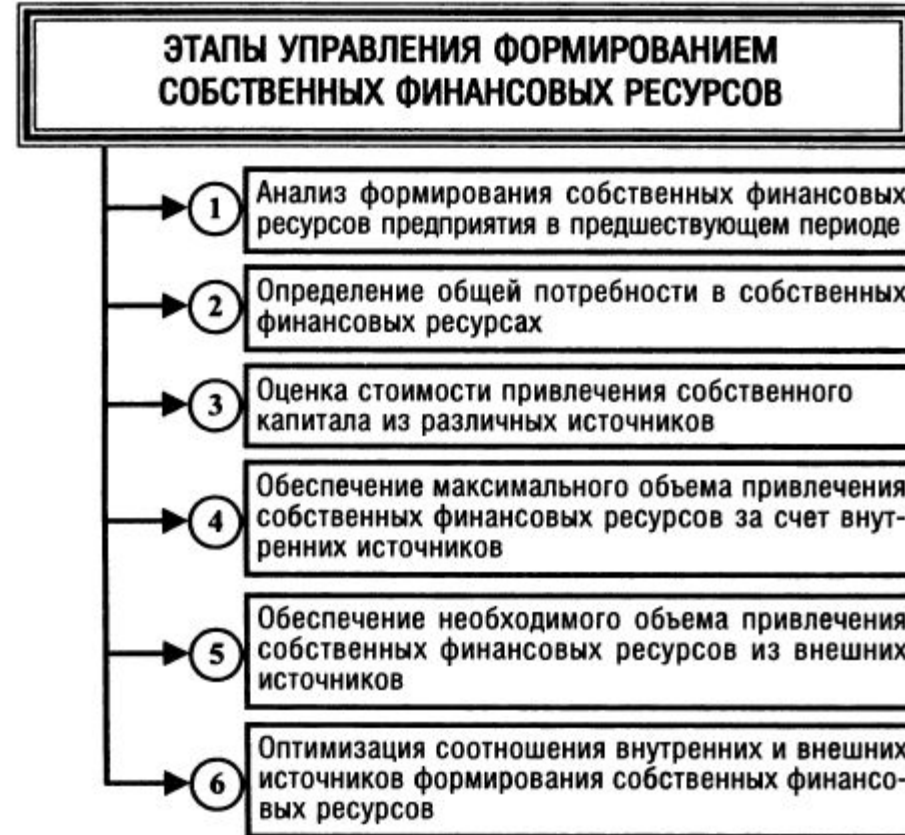 ЭТАПЫ УПРАВЛЕНИЯ ФОРМИРОВАНИЕМ
СОБСТВЕННЫХ ФИНАНСОВЫХ РЕСУРСОВ
1
Анализ формирования собственных финансовых
ресурсов предприятия в предшествующем периоде
2
Определение общей потребности в собственных
финансовых ресурсах
3
Оценка стоимости привлечения собственного
капитала из различных источников
4
Обеспечение максимального объема привлечения
собственных финансовых ресурсов за счет внут-
ренних источников
5
Обеспечение необходимого объема привлечения
собственных финансовых ресурсов из внешних
источников
6
Оптимизация соотношения внутренних и внешних
источников формирования собственных финансо-
вых ресурсов